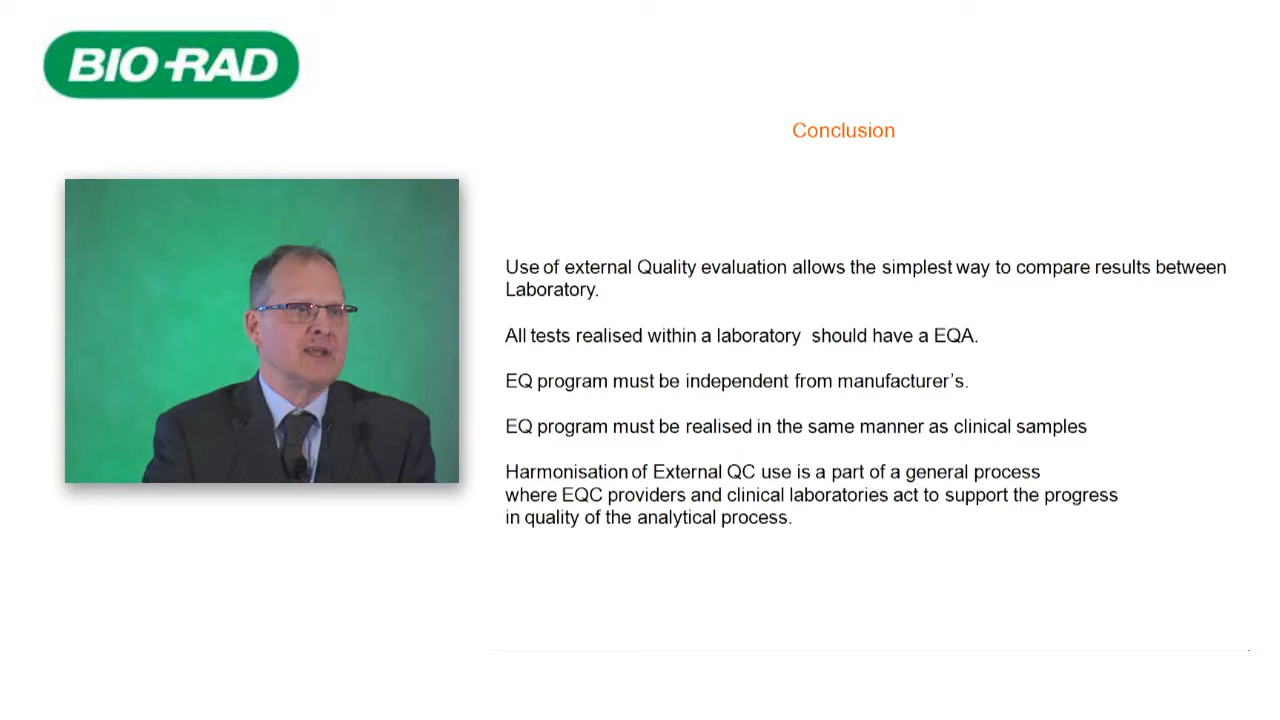 BIO-RAD
Conclusion
Use of external Quality evaluation allows the simplest way to compare results between
Laboratory.
All tests realised within a laboratory should have a EQA.
EQ program must be independent from manufacturer’s.
EQ program must be realised in the same manner as clinical samples
Harmonisation of External QC use is a part of a general process
where EQC providers and clinical laboratories act to support the progress
in quality of the analytical process.